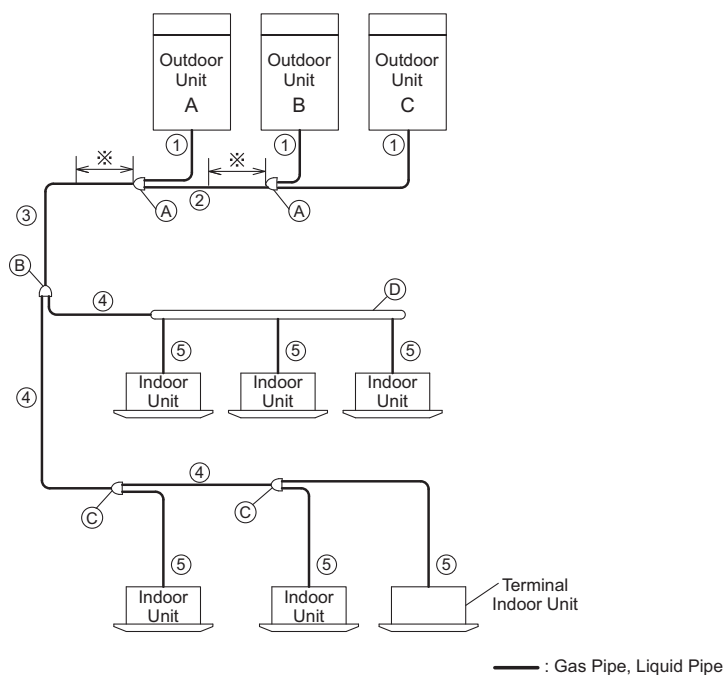 Outdoor
Unit
A
Outdoor
Unit
B
Outdoor
Unit
C
①
①
①
※
※
②
Ⓐ
Ⓐ
③
Ⓑ
④
Ⓓ
⑤
⑤
⑤
Indoor
Unit
Indoor
Unit
Indoor
Unit
④
④
Ⓒ
Ⓒ
⑤
⑤
⑤
Indoor
Unit
Indoor
Unit
Terminal
Indoor Unit
: Gas Pipe, Liquid Pipe